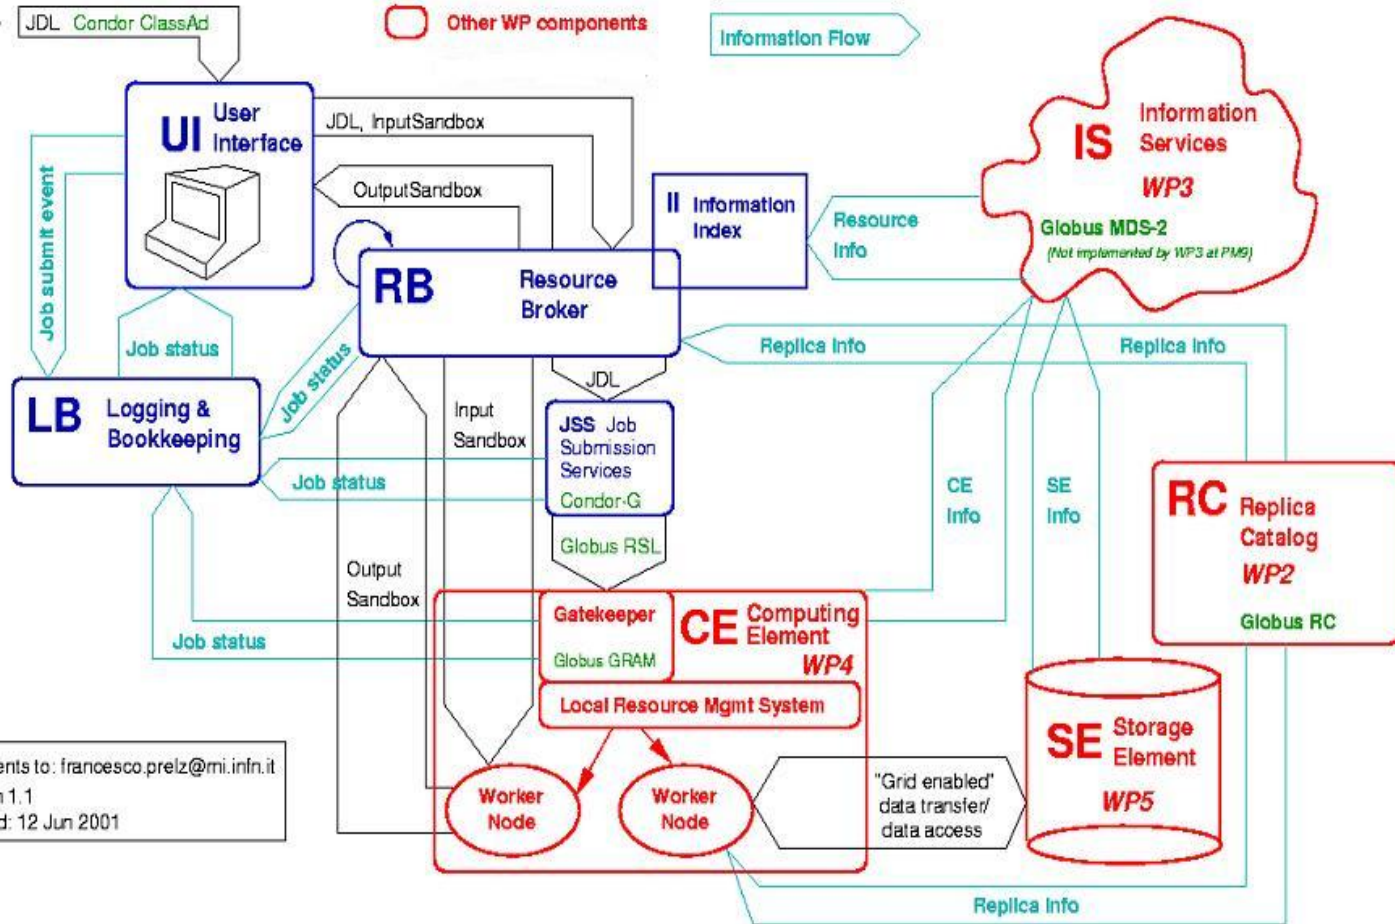 JDL Condor ClassAd
Other WP components
Information Flow
UI User
Interface
JDL, InputSandbox
OutputSandbox
Job submit event
II Information
Index
Resource
Info
IS Information
Services
WP3
Globus MDS-2
(Not implemented by WP3 at PM9)
RB Resource
Broker
Job status
Job status
Replica Info
Replica Info
LB Logging &
Bookkeeping
JDL
Input
Sandbox
JSS Job
Submission
Services
Condor-G
Job status
CE
Info
SE
Info
RC Replica
Catalog
WP2
Globus RC
Globus RSL
Output
Sandbox
Job status
Gatekeeper
Globus GRAM
CE Computing
Element
WP4
Local Resource Mgmt System
SE Storage
Element
WP5
ents to: francesco.prelz@mi.infn.it
n 1.1
d: 12 Jun 2001
Worker
Node
Worker
Node
"Grid enabled"
data transfer/
data access
Replica Info